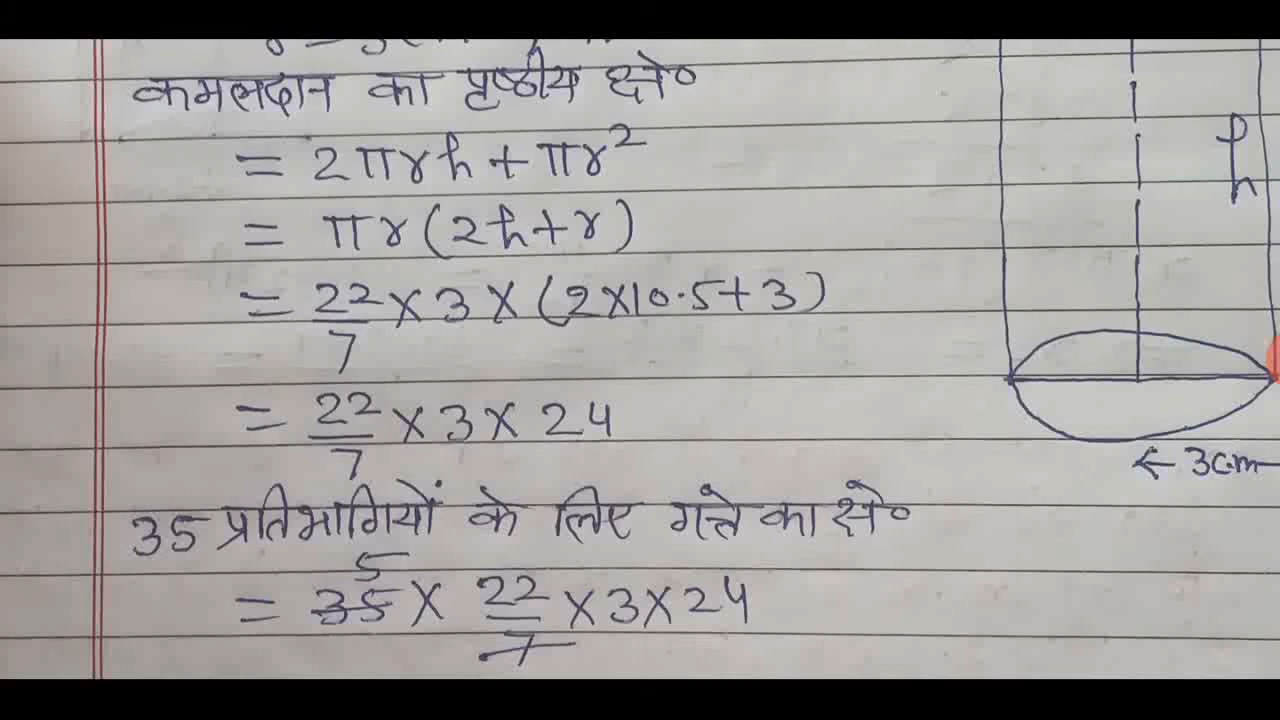 कमलदान का पृष्ठीय क्षे०
= 2πrh + πr²
= πr (2h+r)
= 22/7 × 3 × (2×10.5+3)
= 22/7 × 3 × 24
35 प्रतिभागियों के लिए गत्ते का क्षे०
5
= 35 × 22/7 × 3 × 24
h
← 3cm